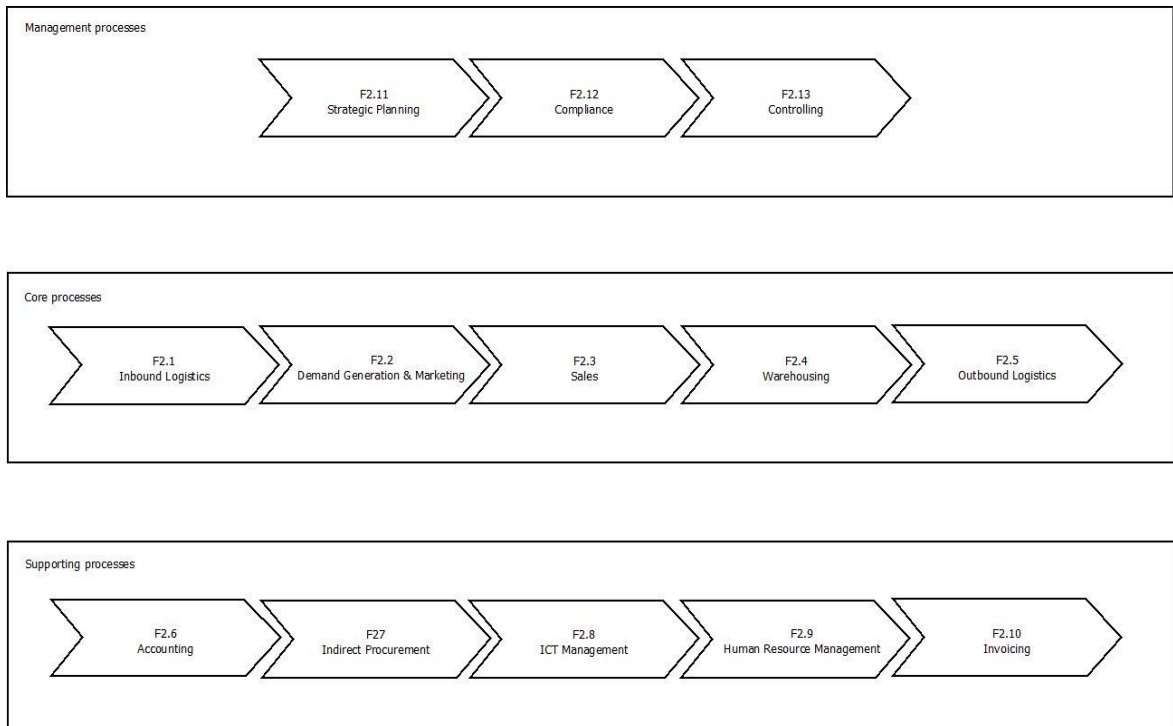 Management processes
F2.11
Strategic Planning
F2.12
Compliance
F2.13
Controlling
Core processes
F2.1
Inbound Logistics
F2.2
Demand Generation & Marketing
F2.3
Sales
F2.4
Warehousing
F2.5
Outbound Logistics
Supporting processes
F2.6
Accounting
F27
Indirect Procurement
F2.8
ICT Management
F2.9
Human Resource Management
F2.10
Invoicing